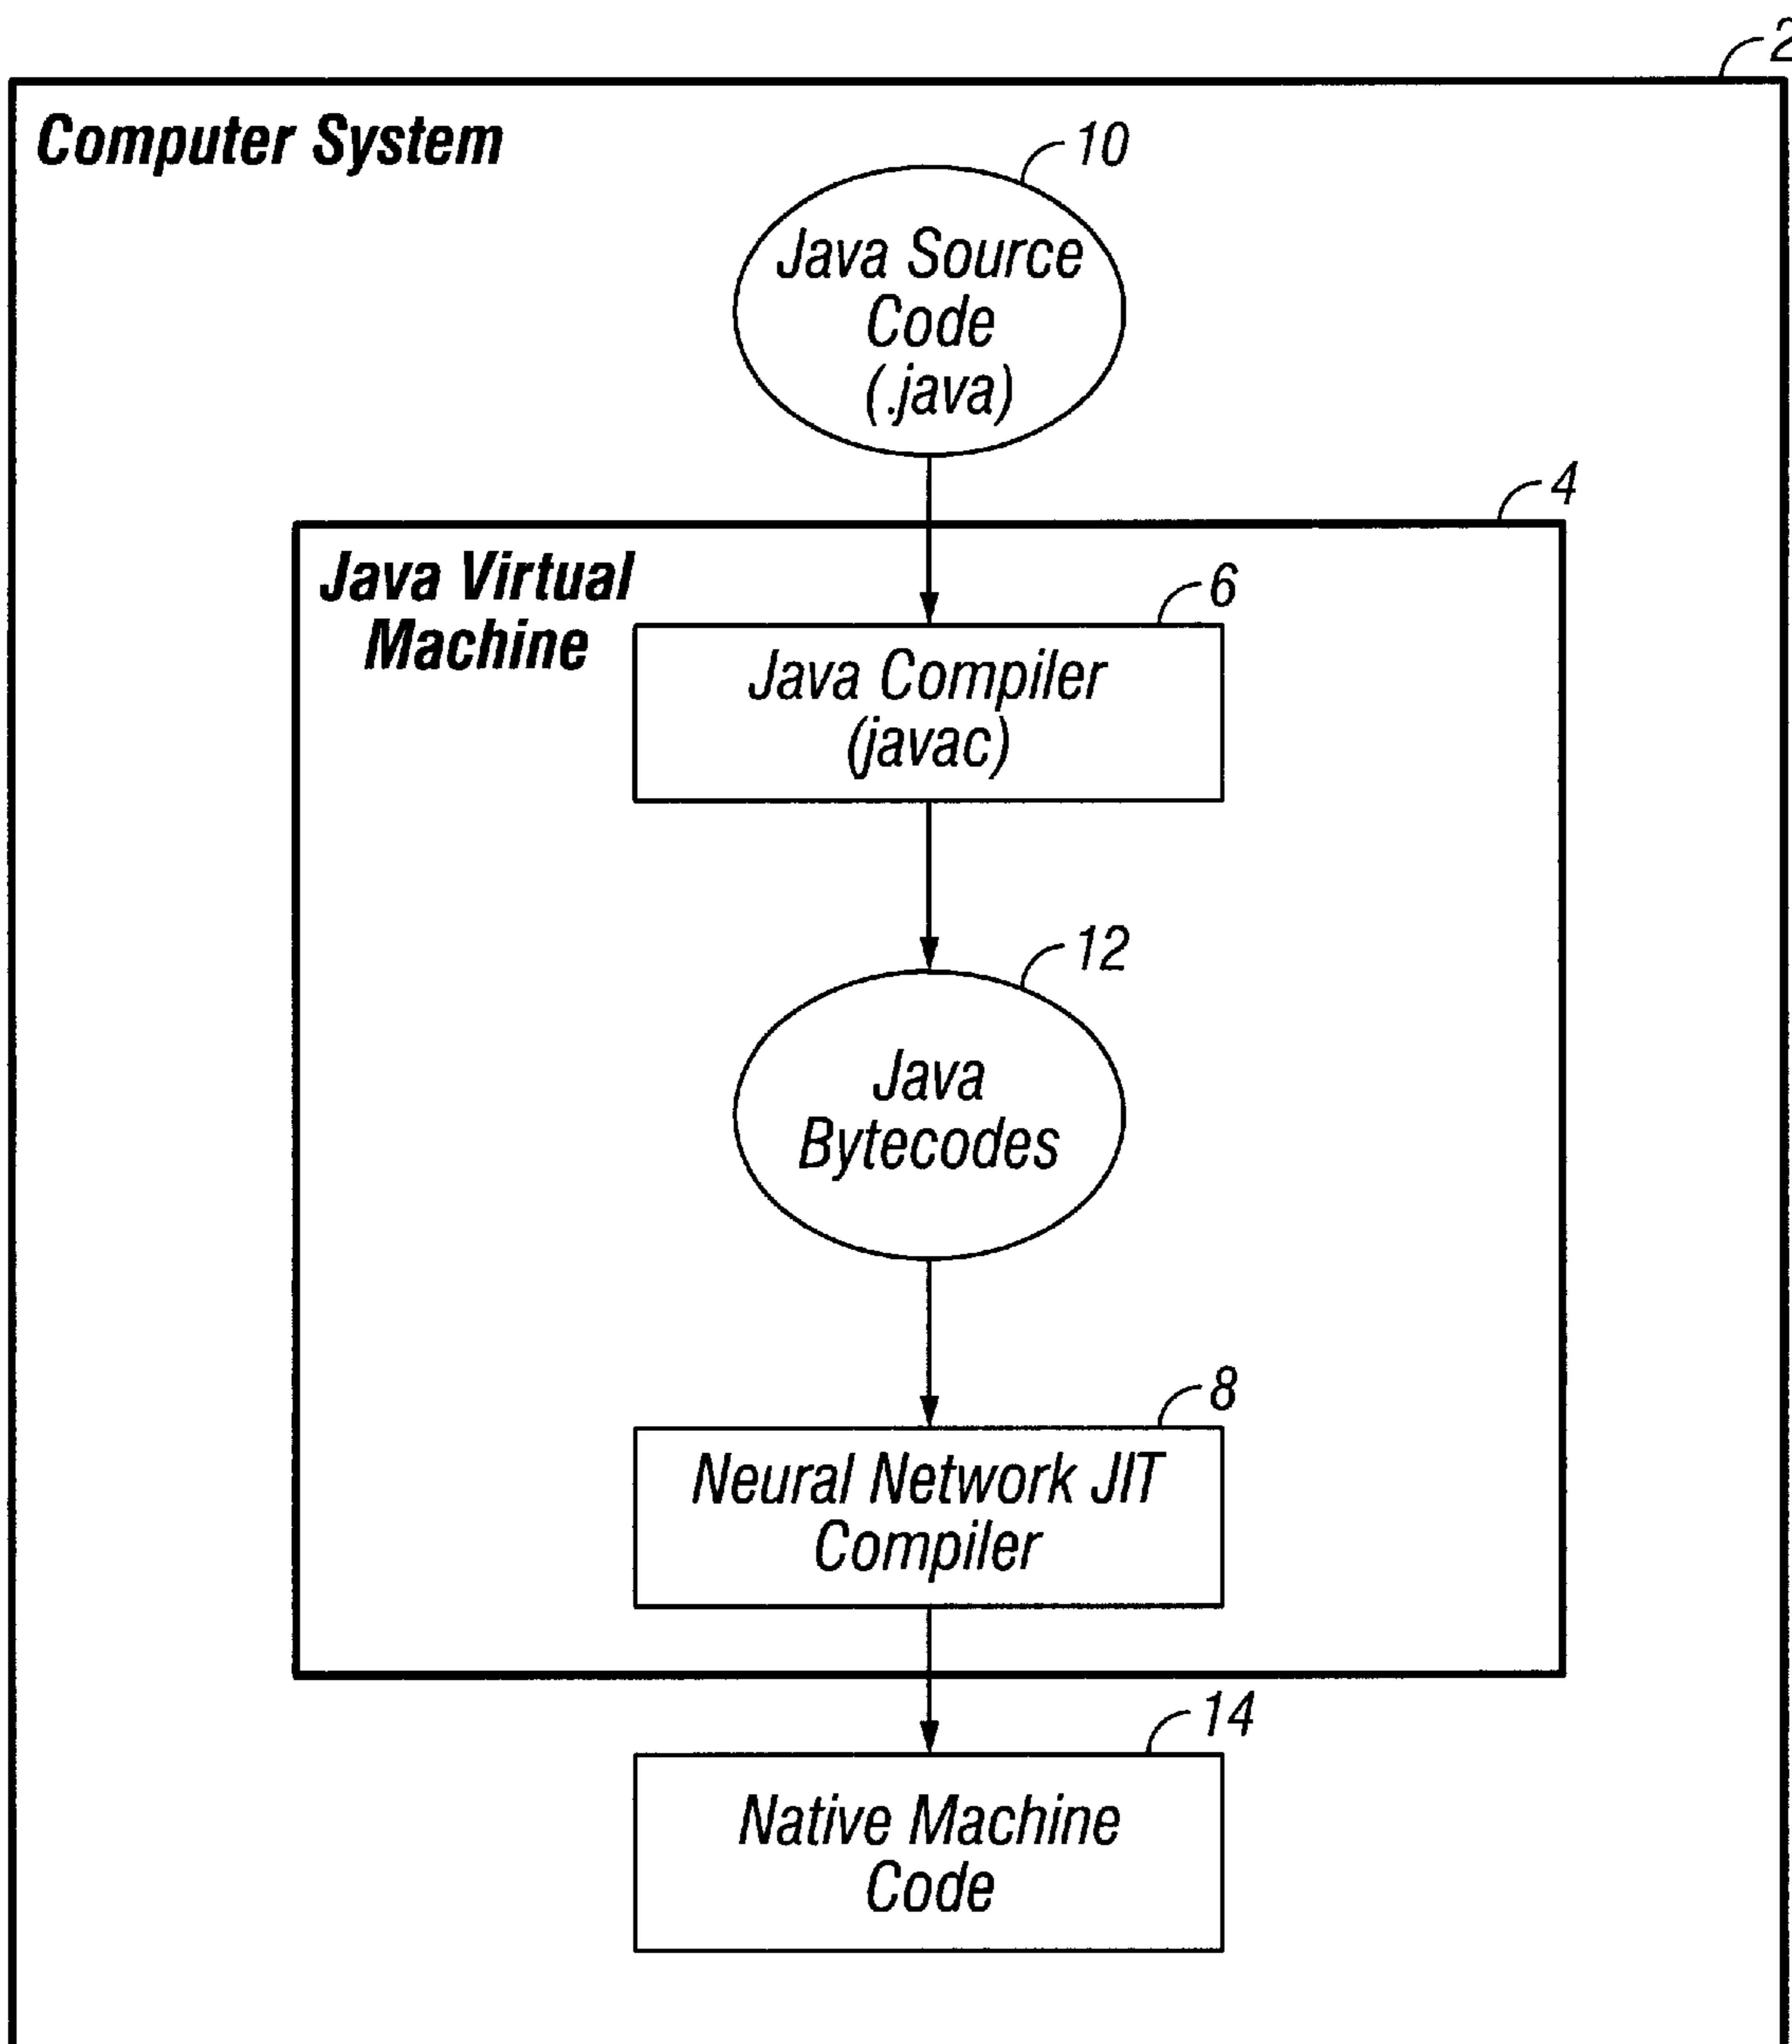 2
Computer System
10
Java Source
Code
(.java)
4
Java Virtual
Machine
6
Java Compiler
(javac)
12
Java
Bytecodes
8
Neural Network JIT
Compiler
14
Native Machine
Code